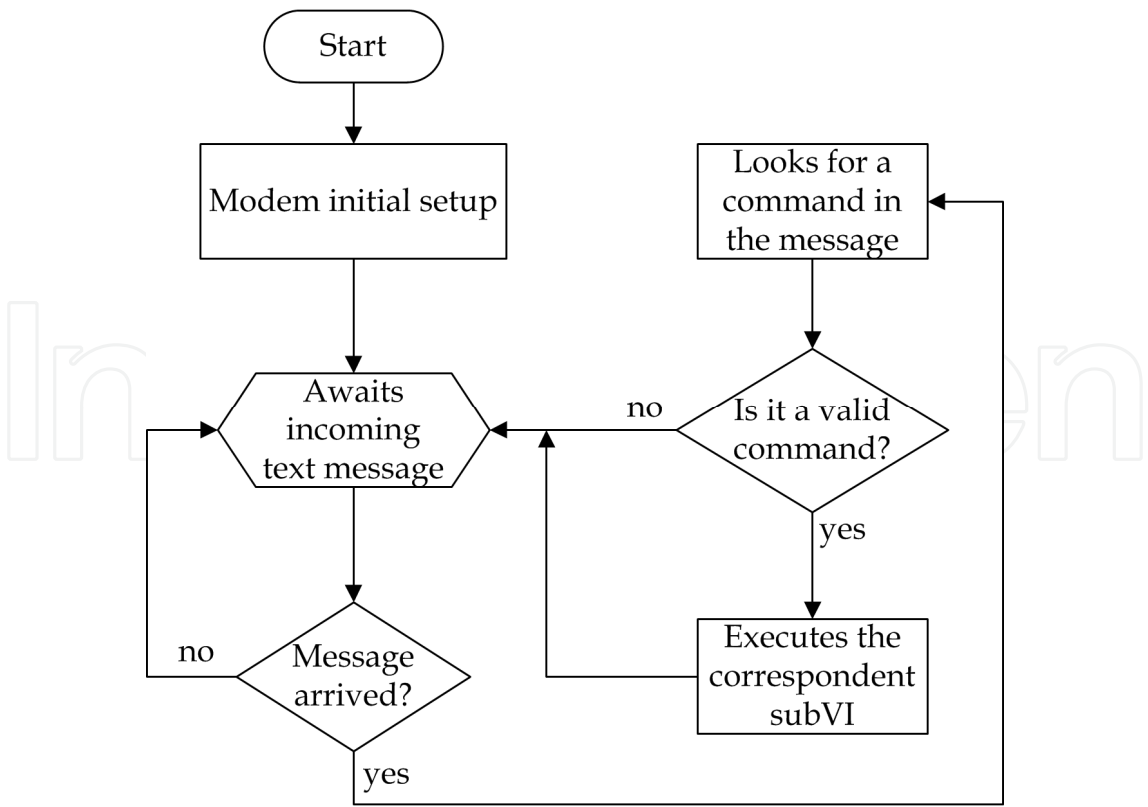 Start
Modem initial setup
Awaits
incoming
text message
no
Message
arrived?
yes
Looks for a
command in
the message
no
Is it a valid
command?
yes
Executes the
correspondent
subVI